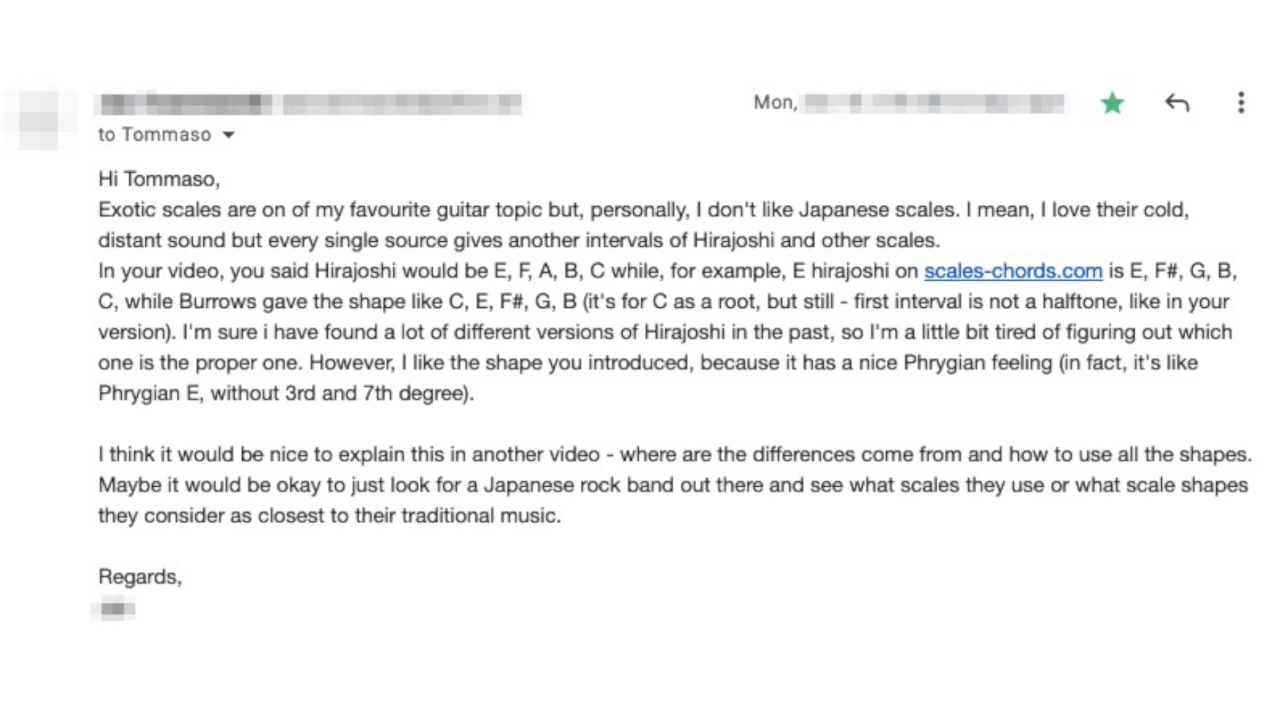 Mon,
to Tommaso
Hi Tommaso,
Exotic scales are on of my favourite guitar topic but, personally, I don't like Japanese scales. I mean, I love their cold,
distant sound but every single source gives another intervals of Hirajoshi and other scales.
In your video, you said Hirajoshi would be E, F, A, B, C while, for example, E hirajoshi on scales-chords.com is E, F#, G, B,
C, while Burrows gave the shape like C, E, F#, G, B (it's for C as a root, but still - first interval is not a halftone, like in your
version). I'm sure i have found a lot of different versions of Hirajoshi in the past, so I'm a little bit tired of figuring out which
one is the proper one. However, I like the shape you introduced, because it has a nice Phrygian feeling (in fact, it's like
Phrygian E, without 3rd and 7th degree).
I think it would be nice to explain this in another video - where are the differences come from and how to use all the shapes.
Maybe it would be okay to just look for a Japanese rock band out there and see what scales they use or what scale shapes
they consider as closest to their traditional music.
Regards,